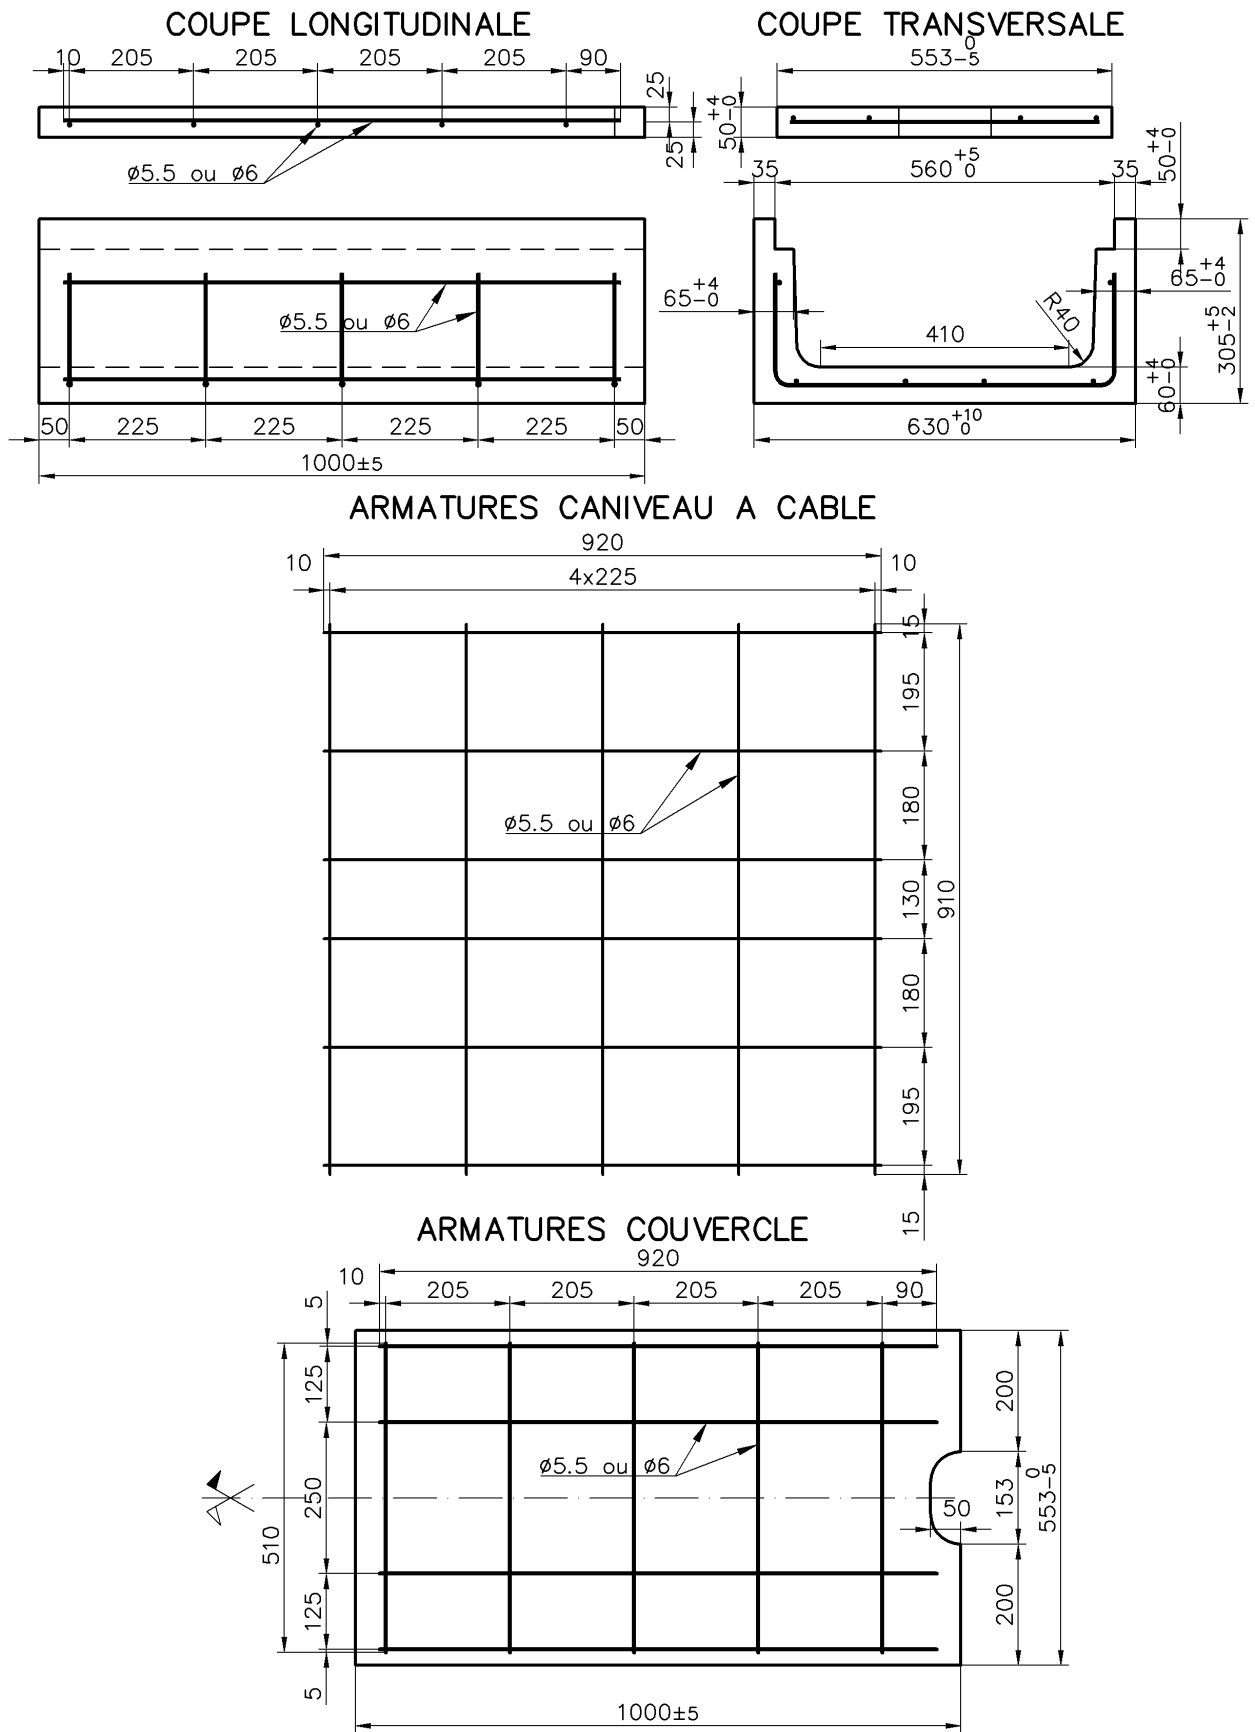 COUPE LONGITUDINALE
COUPE TRANSVERSALE
10 205 205 205 205 90
25
25
Ø5.5 ou Ø6
553 0 -5
50 +4 -0
35 560 +5 0 35
50 +4 -0
65 +4 -0
65 +4 -0
R40
410
305 +5 -2
60 +4 -0
630 +10 0
Ø5.5 ou Ø6
50 225 225 225 225 50
1000±5
ARMATURES CANIVEAU A CABLE
920
10 4x225 10
15
195
180
130
180
195
15
910
Ø5.5 ou Ø6
ARMATURES COUVERCLE
920
10 205 205 205 205 90
5
125
250
125
5
510
Ø5.5 ou Ø6
200
153
200
50
553 0 -5
1000±5